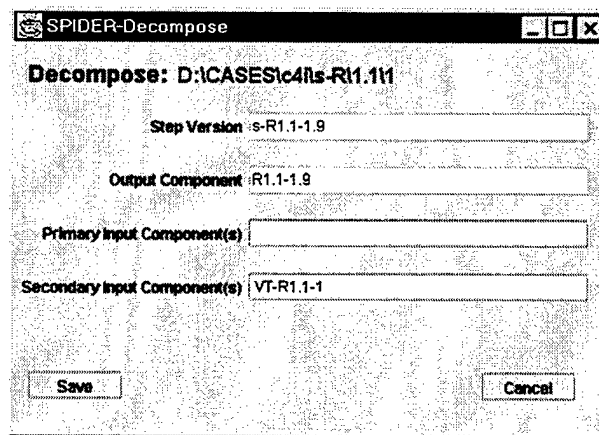 SPIDER-Decompose
Decompose: D:\CASES\c4i\s-R\1.1\1
Step Version s-R1.1-1.9
Output Component R1.1-1.9
Primary Input Component(s)
Secondary Input Component(s) VT-R1.1-1
Save Cancel